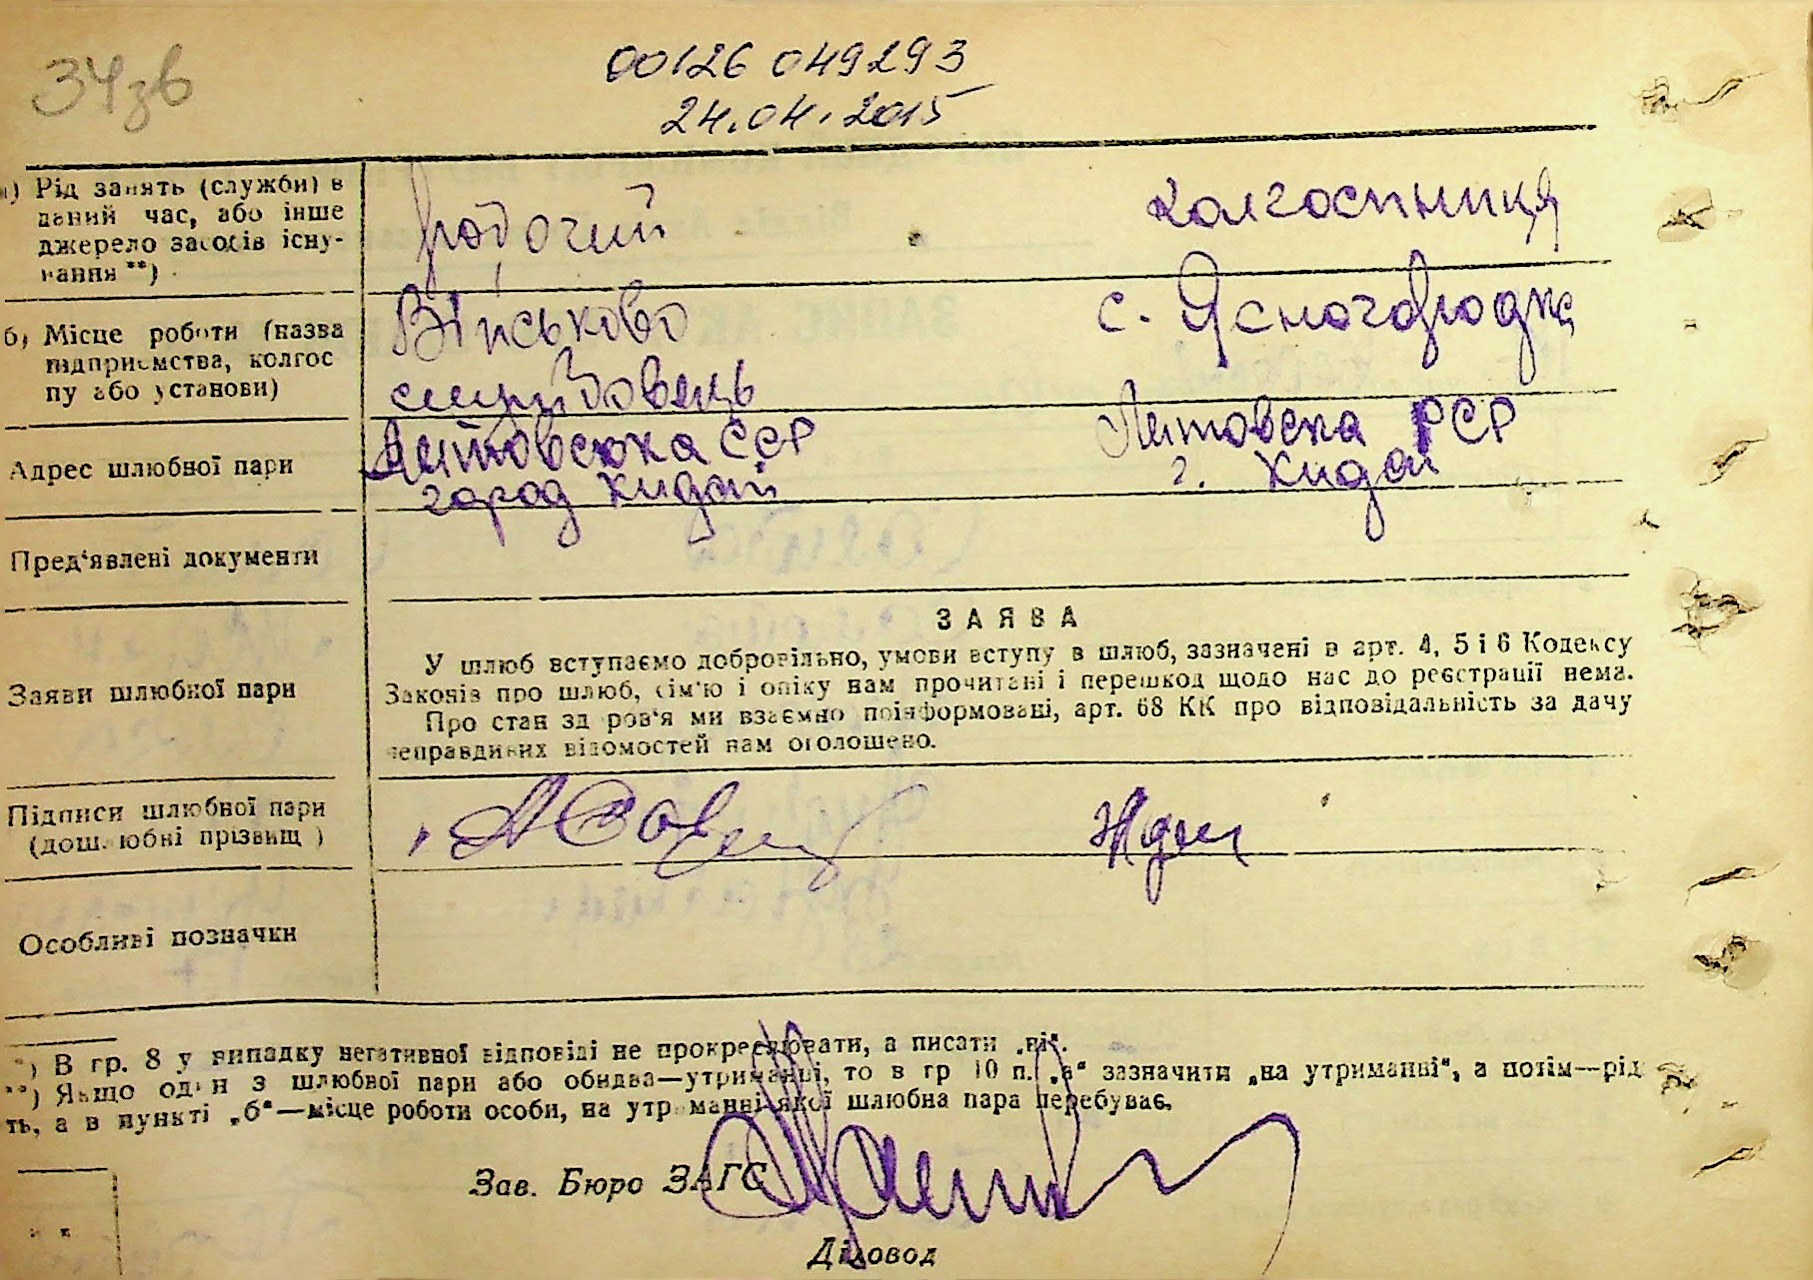 34зв
00126 049293
24.04.2015
а) Рід занять (служби) в
даний час, або інше
джерело засобів існу-
вання **)
робочий
колгоспниця
б) Місце роботи (назва
підприємства, колгос
пу або установи)
Військово
служдовець
с. Ясногородка
Адрес шлюбної пари
Литовсюка ССР
город Кидай
Литовска РСР
г. Кидай
Пред'явлені документи
Заяви шлюбної пари
ЗАЯВА
У шлюб вступаємо добровільно, умови вступу в шлюб, зазначені в арт. 4, 5 і 6 Кодексу
Законів про шлюб, сім'ю і опіку нам прочитані і перешкод щодо нас до реєстрації нема.
Про стан здоров'я ми взаємно поінформовані, арт. 68 КК про відповідальність за дачу
неправдивих відомостей нам оголошено.
Підписи шлюбної пари
(дошлюбні прізвищ )
Особливі позначки
*) В гр. 8 у випадку негативної відповіді не прокреслювати, а писати „ні“.
**) Якщо один з шлюбної пари або обидва—утриманці, то в гр 10 п. „а“ зазначити „на утриманні“, а потім—рід
ть, а в пункті „б“—місце роботи особи, на утриманні якої шлюбна пара перебуває.
Зав. Бюро ЗАГС
Діловод